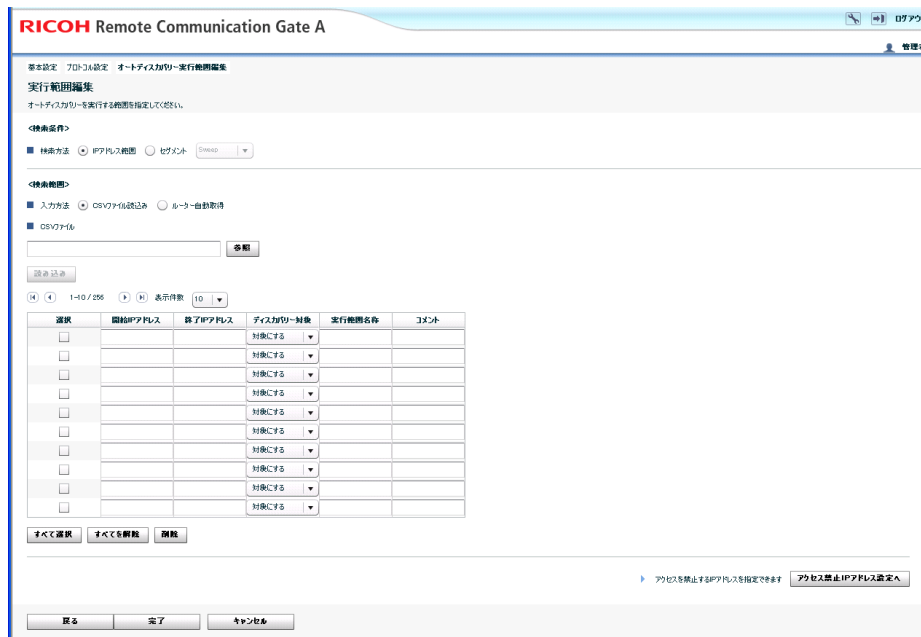 RICOH Remote Communication Gate A
ログアウ
管理
基本設定 プロトコル設定 オートディスカバリー実行範囲編集
実行範囲編集
オートディスカバリーを実行する範囲を指定してください。
<検索条件>
検索方法 IPアドレス範囲 セグメント Sweep
<検索範囲>
入力方法 CSVファイル読込み ルーター自動取得
CSVファイル
参照
読み込み
1-10 / 256 表示件数 10
選択 開始IPアドレス 終了IPアドレス ディスカバリー対象 実行範囲名称 コメント
対象にする
対象にする
対象にする
対象にする
対象にする
対象にする
対象にする
対象にする
対象にする
対象にする
すべて選択 すべてを解除 削除
アクセスを禁止するIPアドレスを指定できます アクセス禁止IPアドレス設定へ
戻る 完了 キャンセル